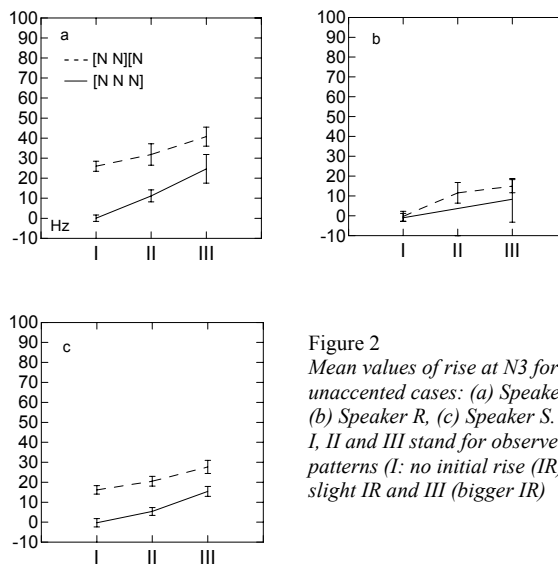 a
[N N][N
[N N N]
100
90
80
70
60
50
40
30
20
10
0
-10
Hz
I II III
b
100
90
80
70
60
50
40
30
20
10
0
-10
I II III
c
100
90
80
70
60
50
40
30
20
10
0
-10
I II III
Figure 2
Mean values of rise at N3 for
unaccented cases: (a) Speake
(b) Speaker R, (c) Speaker S.
I, II and III stand for observe
patterns (I: no initial rise (IR
slight IR and III (bigger IR)